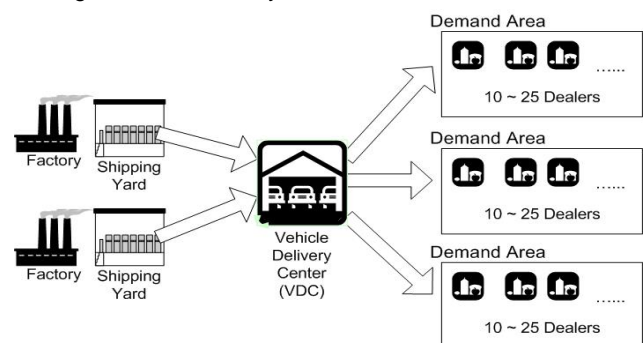 Demand Area
......
10 ~ 25 Dealers
Factory
Shipping
Yard
Demand Area
......
10 ~ 25 Dealers
Factory
Shipping
Yard
Vehicle
Delivery
Center
(VDC)
Demand Area
......
10 ~ 25 Dealers